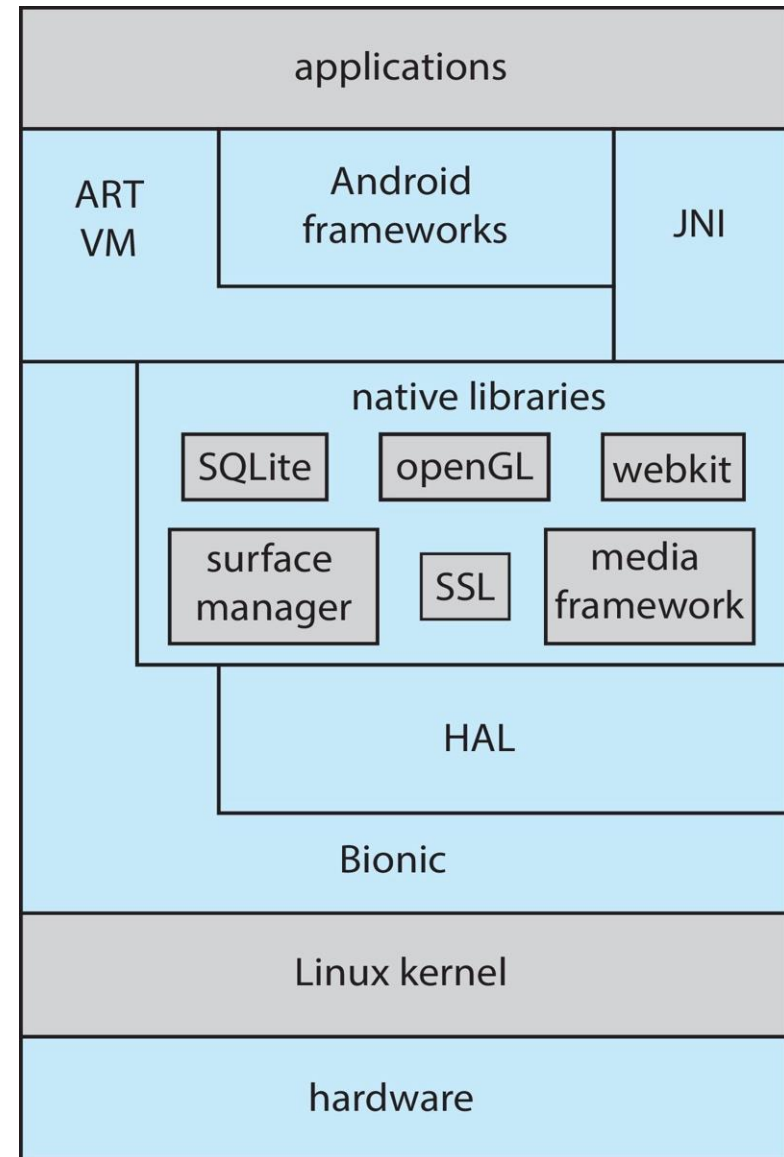 applications
ART
VM
Android
frameworks
JNI
native libraries
SQLite
openGL
webkit
surface
manager
SSL
media
framework
HAL
Bionic
Linux kernel
hardware